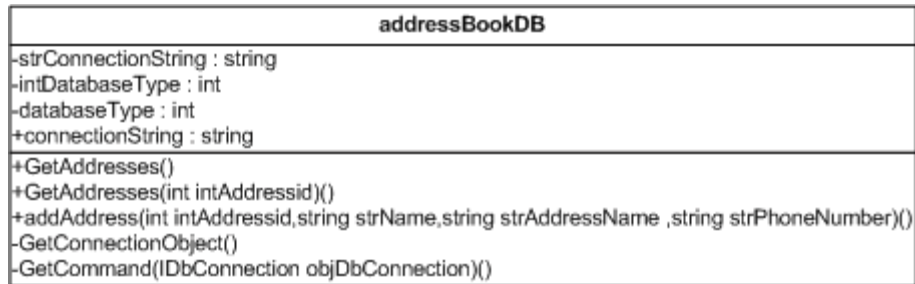 addressBookDB
-strConnectionString : string
-intDatabaseType : int
-databaseType : int
+connectionString : string
+GetAddresses()
+GetAddresses(int intAddressid)()
+addAddress(int intAddressid,string strName,string strAddressName ,string strPhoneNumber)()
-GetConnectionObject()
-GetCommand(IDbConnection objDbConnection)()